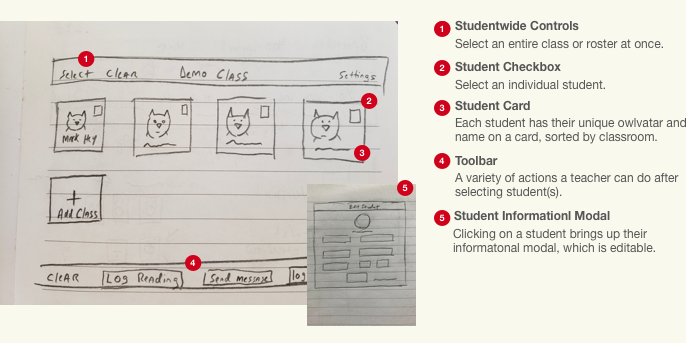 1
Select Clear Demo Class Settings
2
Mark
3
+
Add Class
4
Clear Log Reading Send message log
5
Edit Student
1 Studentwide Controls
Select an entire class or roster at once.
2 Student Checkbox
Select an individual student.
3 Student Card
Each student has their unique owlvatar and
name on a card, sorted by classroom.
4 Toolbar
A variety of actions a teacher can do after
selecting student(s).
5 Student Informationl Modal
Clicking on a student brings up their
informatonal modal, which is editable.